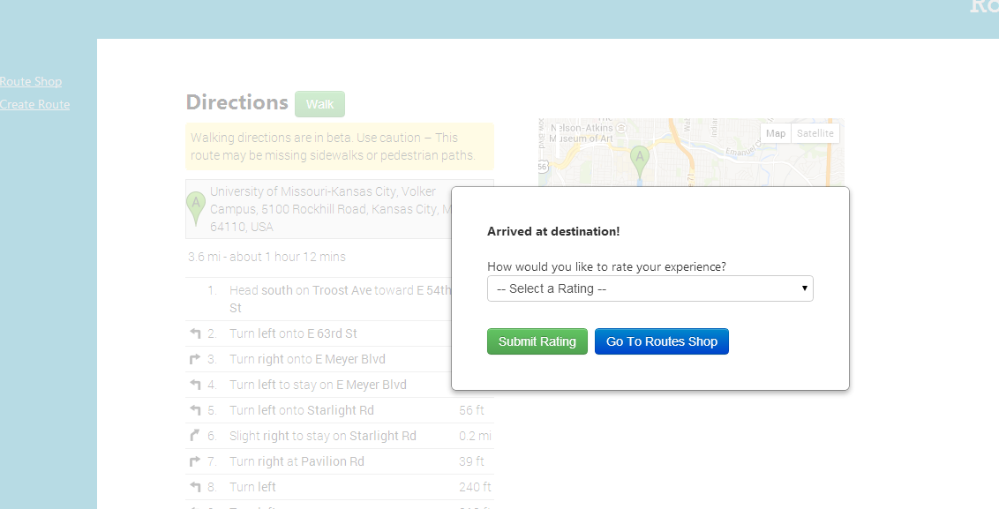 Ro
Route Shop
Create Route
Directions Walk
Walking directions are in beta. Use caution – This
route may be missing sidewalks or pedestrian paths.
A
University of Missouri-Kansas City, Volker
Campus, 5100 Rockhill Road, Kansas City, M
64110, USA
3.6 mi - about 1 hour 12 mins
1. Head south on Troost Ave toward E 54th
St
2. Turn left onto E 63rd St
3. Turn right onto E Meyer Blvd
4. Turn left to stay on E Meyer Blvd
5. Turn left onto Starlight Rd 56 ft
6. Slight right to stay on Starlight Rd 0.2 mi
7. Turn right at Pavilion Rd 39 ft
8. Turn left 240 ft
Nelson-Atkins
Museum of Art
Map Satellite
A
56
71
Emanuel
Arrived at destination!
How would you like to rate your experience?
-- Select a Rating --
Submit Rating Go To Routes Shop